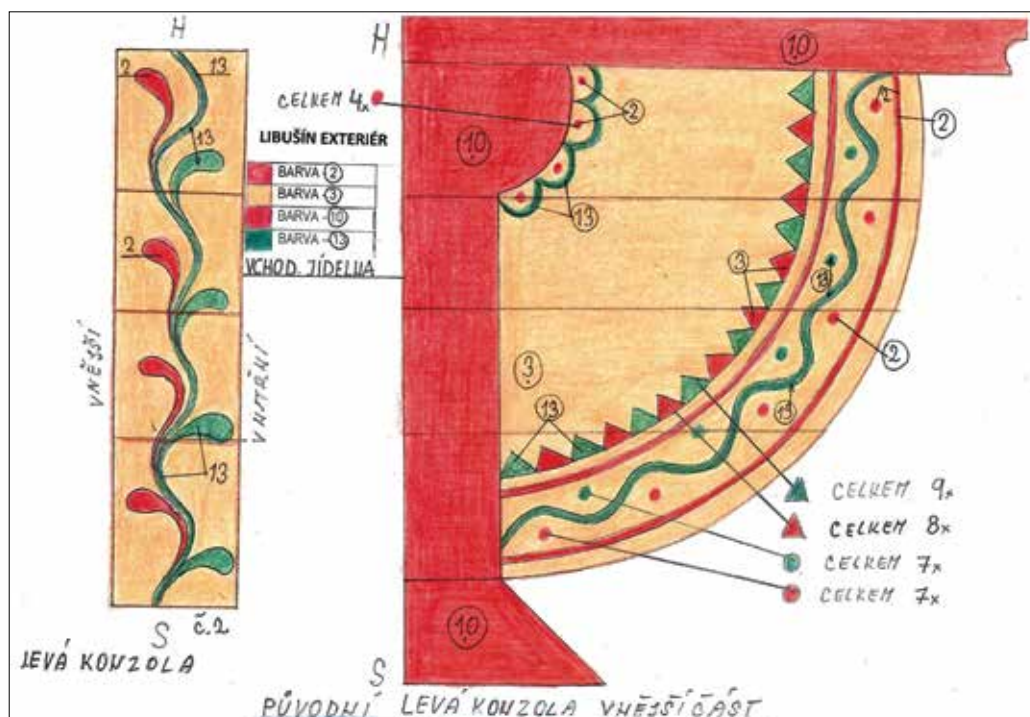 H
2
13
13
2
VNĚJŠÍ
VNITŘNÍ
13
S
č.2
LEVÁ KONZOLA
CELKEM 4x
LIBUŠÍN EXTERIÉR
BARVA - 2
BARVA - 3
BARVA - 10
BARVA - 13
VCHOD. JÍDELNA
H
10
10
2
13
2
2
3
13
2
3
13
13
CELKEM 9x
CELKEM 8x
CELKEM 7x
CELKEM 7x
10
S
PŮVODNÍ LEVÁ KONZOLA VNĚJŠÍ ČÁST